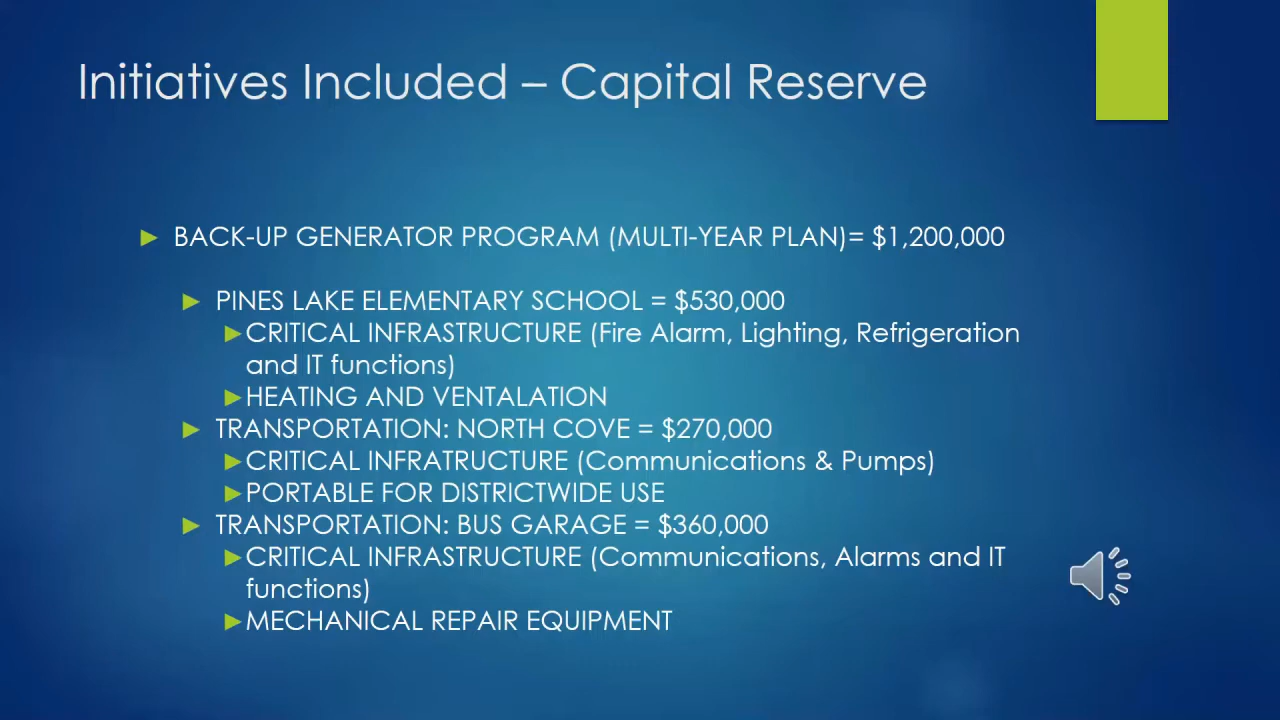 Initiatives Included – Capital Reserve
BACK-UP GENERATOR PROGRAM (MULTI-YEAR PLAN)= $1,200,000
PINES LAKE ELEMENTARY SCHOOL = $530,000
CRITICAL INFRASTRUCTURE (Fire Alarm, Lighting, Refrigeration
and IT functions)
HEATING AND VENTALATION
TRANSPORTATION: NORTH COVE = $270,000
CRITICAL INFRATRUCTURE (Communications & Pumps)
PORTABLE FOR DISTRICTWIDE USE
TRANSPORTATION: BUS GARAGE = $360,000
CRITICAL INFRASTRUCTURE (Communications, Alarms and IT
functions)
MECHANICAL REPAIR EQUIPMENT